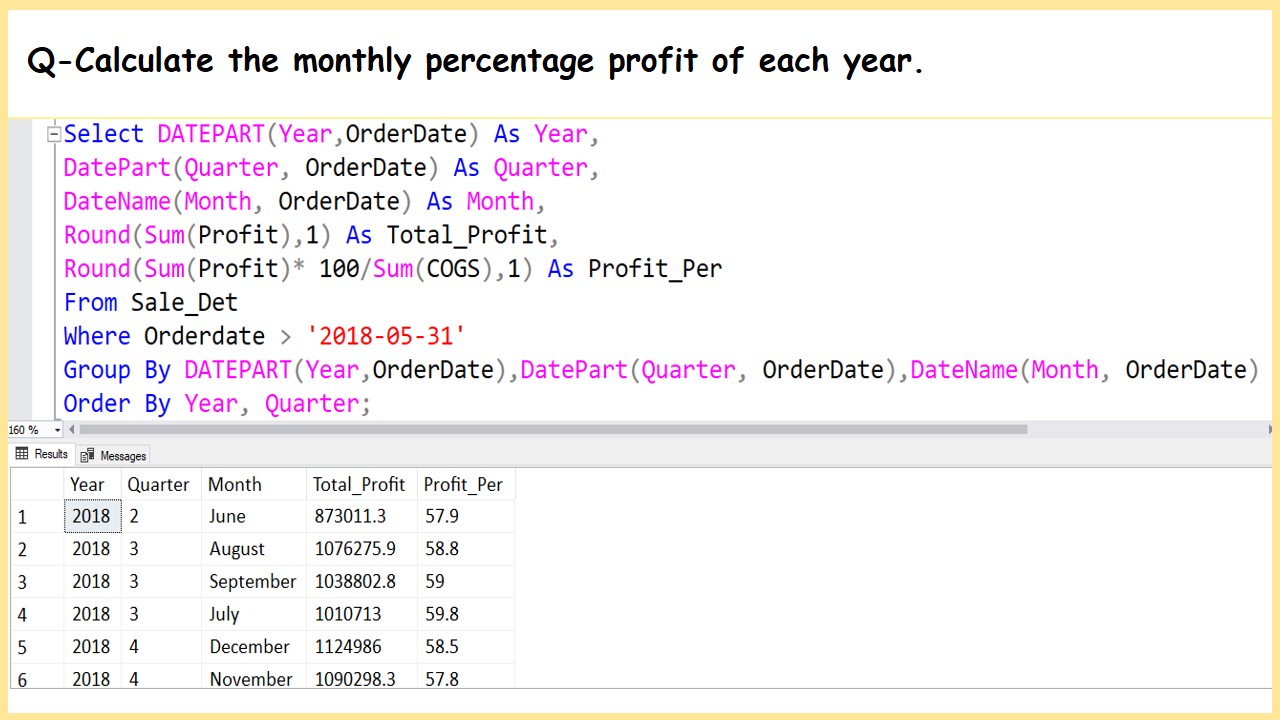 Q-Calculate the monthly percentage profit of each year.
Select DATEPART(Year,OrderDate) As Year,
DatePart(Quarter, OrderDate) As Quarter,
DateName(Month, OrderDate) As Month,
Round(Sum(Profit),1) As Total_Profit,
Round(Sum(Profit)* 100/Sum(COGS),1) As Profit_Per
From Sale_Det
Where Orderdate > '2018-05-31'
Group By DATEPART(Year,OrderDate),DatePart(Quarter, OrderDate),DateName(Month, OrderDate)
Order By Year, Quarter;
160 %
Results Messages
Year Quarter Month Total_Profit Profit_Per
1 2018 2 June 873011.3 57.9
2 2018 3 August 1076275.9 58.8
3 2018 3 September 1038802.8 59
4 2018 3 July 1010713 59.8
5 2018 4 December 1124986 58.5
6 2018 4 November 1090298.3 57.8